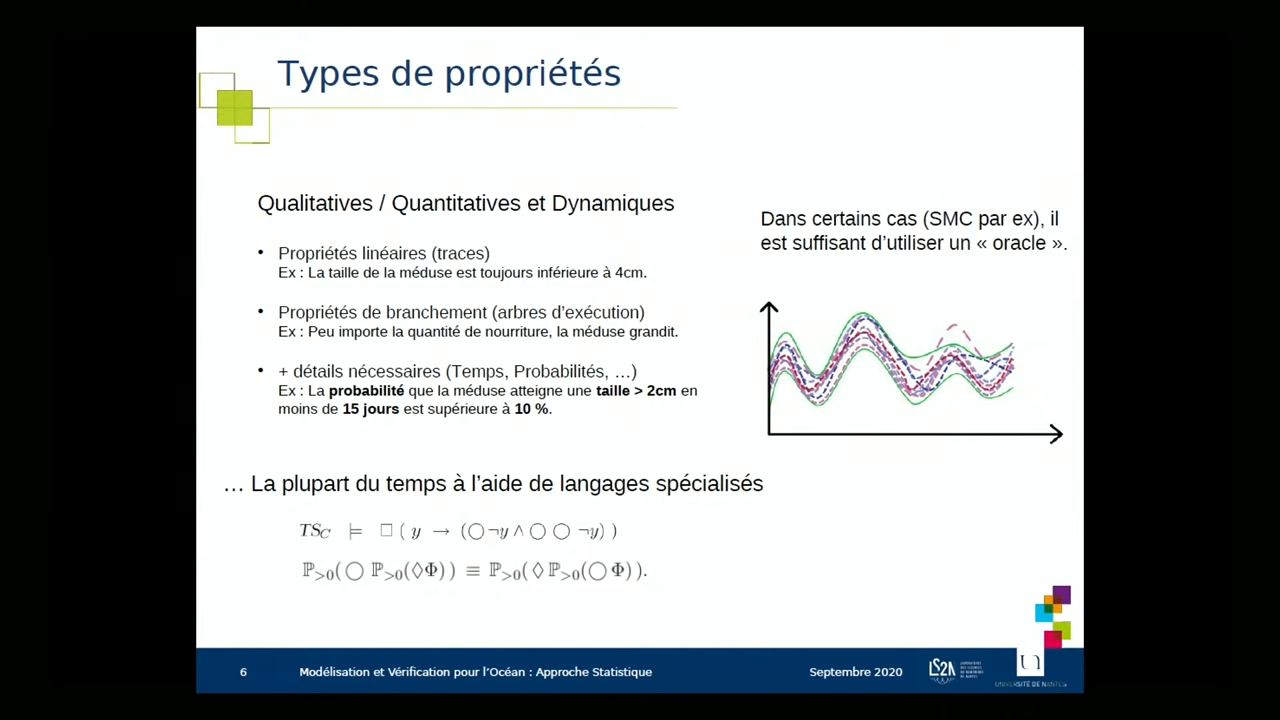 Types de propriétés
Qualitatives / Quantitatives et Dynamiques
• Propriétés linéaires (traces)
Ex : La taille de la méduse est toujours inférieure à 4cm.
• Propriétés de branchement (arbres d’exécution)
Ex : Peu importe la quantité de nourriture, la méduse grandit.
• + détails nécessaires (Temps, Probabilités, …)
Ex : La probabilité que la méduse atteigne une taille > 2cm en
moins de 15 jours est supérieure à 10 %.
Dans certains cas (SMC par ex), il
est suffisant d’utiliser un « oracle ».
… La plupart du temps à l’aide de langages spécialisés
TS_C ⊨ □ ( y → (◯ ¬y ∧ ◯ ◯ ¬y) )
ℙ>0( ◯ ℙ>0(◊Φ) ) ≡ ℙ>0( ◊ ℙ>0(◯ Φ) ).
6
Modélisation et Vérification pour l’Océan : Approche Statistique
Septembre 2020
LS2N
UNIVERSITÉ DE NANTES